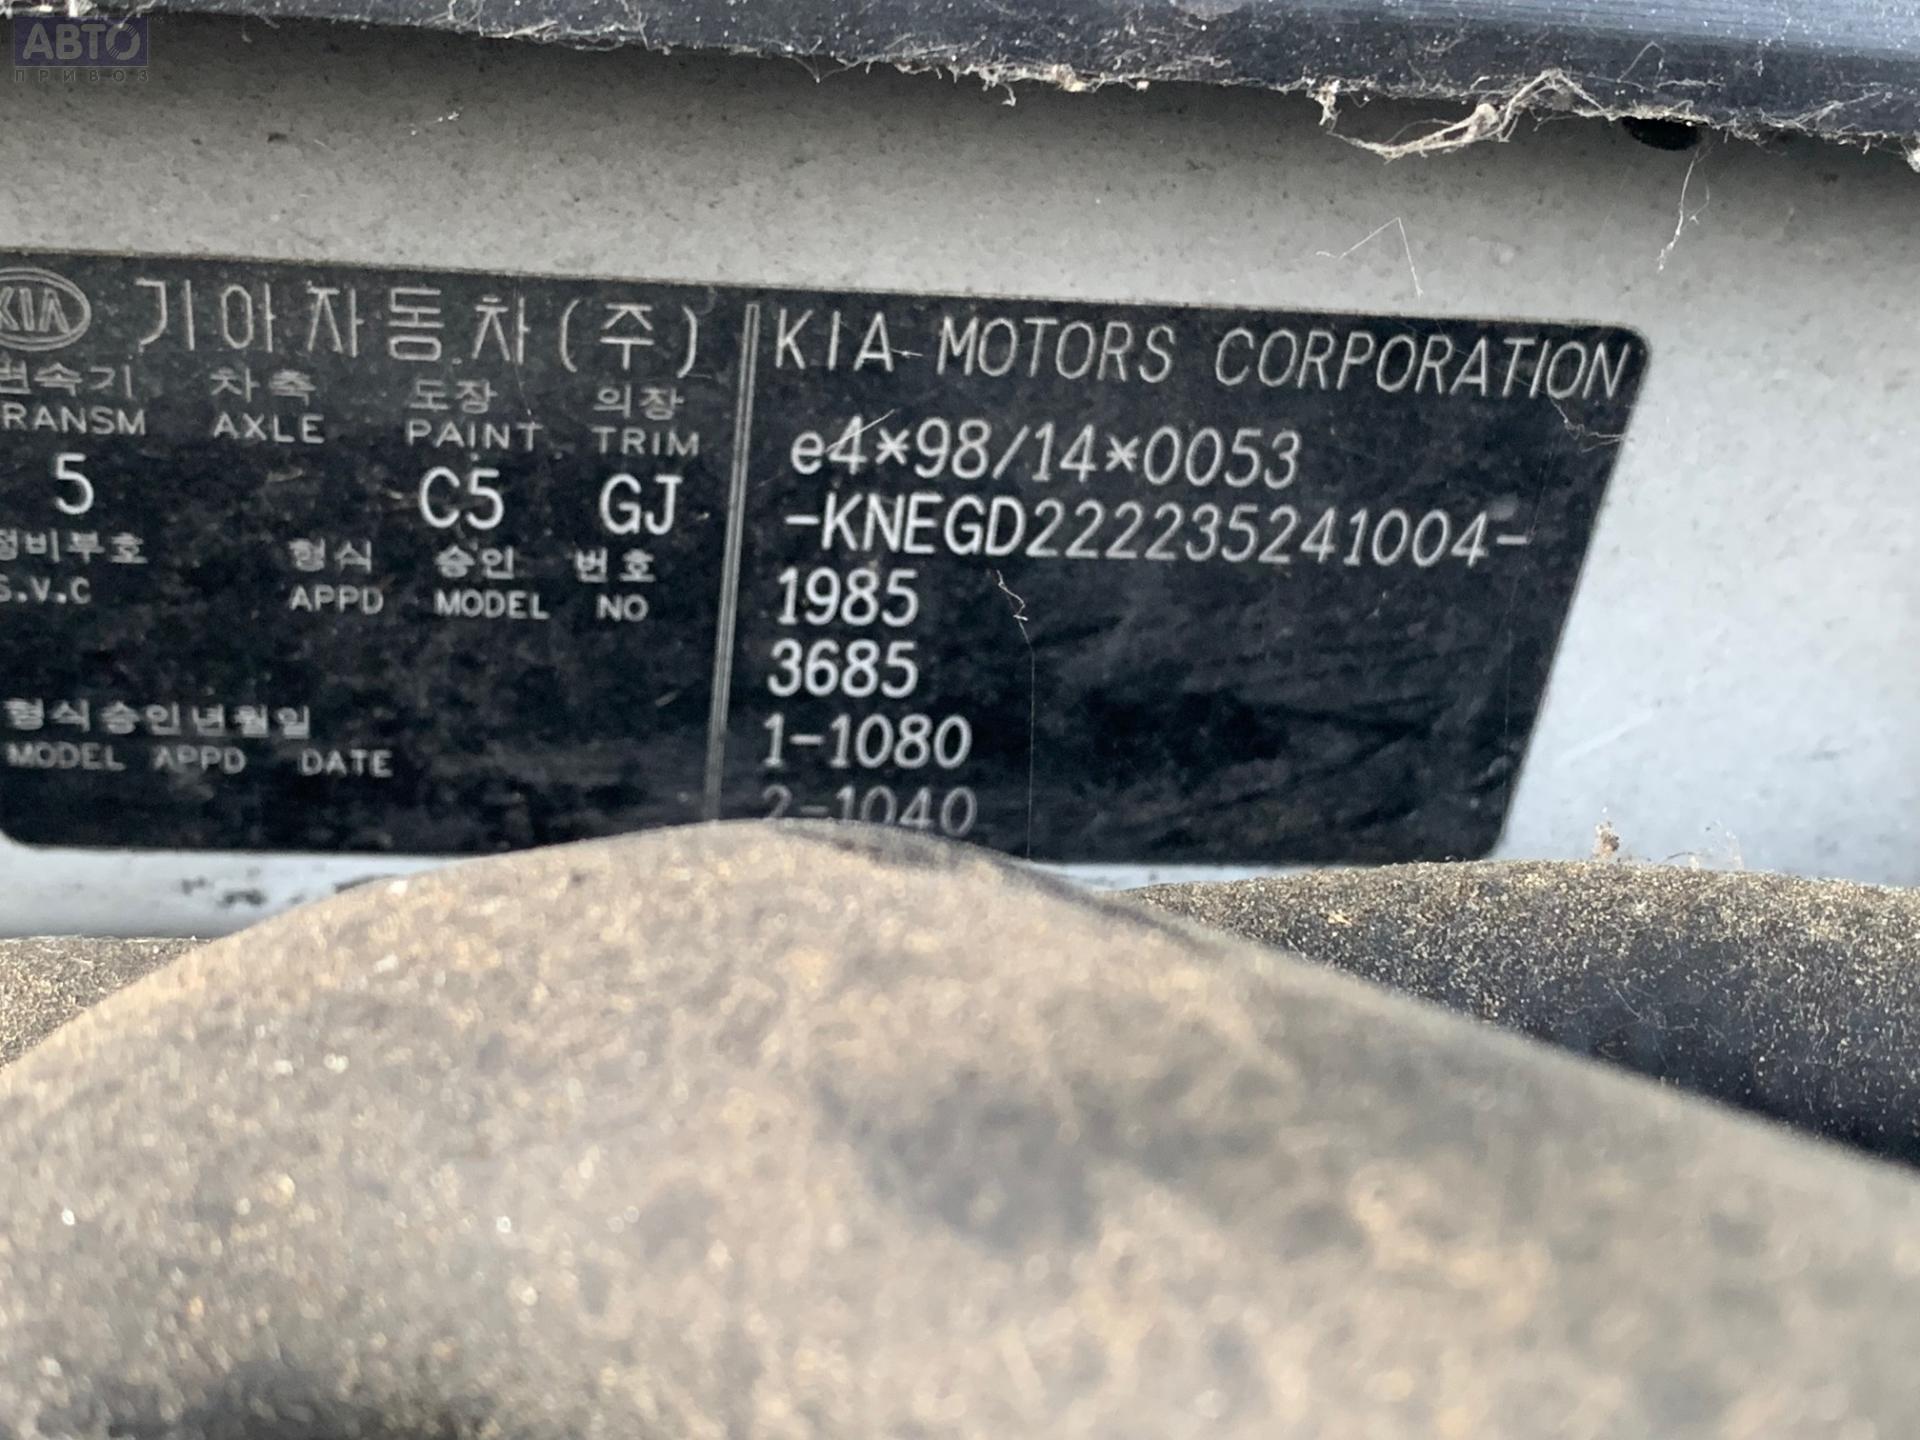 АВТО
ПРИВОЗ
KIA 기아자동차(주)
변속기 차축 도장 의장
TRANSM AXLE PAINT TRIM
5 C5 GJ
정비부호 형식 승인 번호
S.V.C APPD MODEL NO
형식승인년월일
MODEL APPD DATE
KIA MOTORS CORPORATION
e4*98/14*0053
-KNEGD222235241004-
1985
3685
1-1080
2-1040